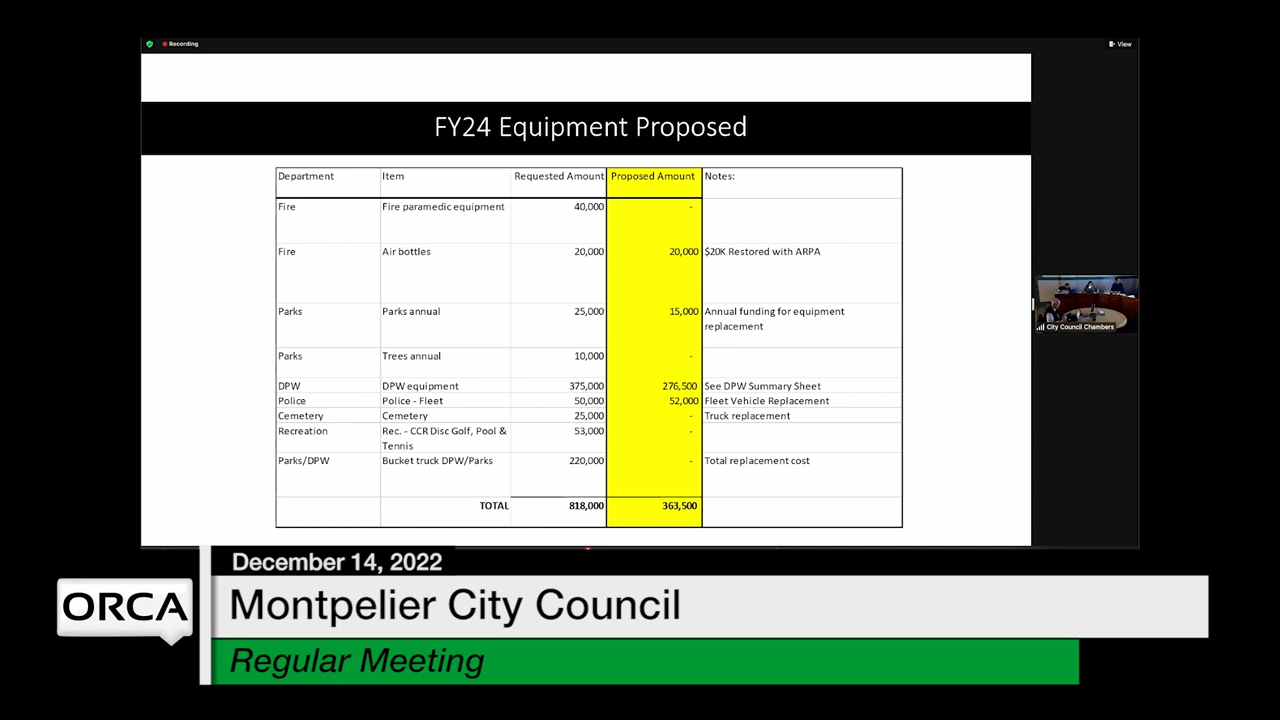 Recording
View
FY24 Equipment Proposed
Department Item Requested Amount Proposed Amount Notes:
Fire Fire paramedic equipment 40,000 -
Fire Air bottles 20,000 20,000 $20K Restored with ARPA
Parks Parks annual 25,000 15,000 Annual funding for equipment
replacement
Parks Trees annual 10,000 -
DPW DPW equipment 375,000 276,500 See DPW Summary Sheet
Police Police - Fleet 50,000 52,000 Fleet Vehicle Replacement
Cemetery Cemetery 25,000 - Truck replacement
Recreation Rec. - CCR Disc Golf, Pool & 53,000 -
Tennis
Parks/DPW Bucket truck DPW/Parks 220,000 - Total replacement cost
TOTAL 818,000 363,500
City Council Chambers
December 14, 2022
ORCA
Montpelier City Council
Regular Meeting